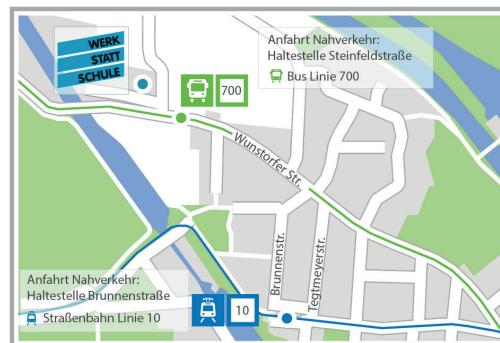 WERK
STATT
SCHULE
Anfahrt Nahverkehr:
Haltestelle Steinfeldstraße
Bus Linie 700
700
Wunstorfer Str.
Brunnenstr.
Tegtmeyerstr.
Anfahrt Nahverkehr:
Haltestelle Brunnenstraße
Straßenbahn Linie 10
10